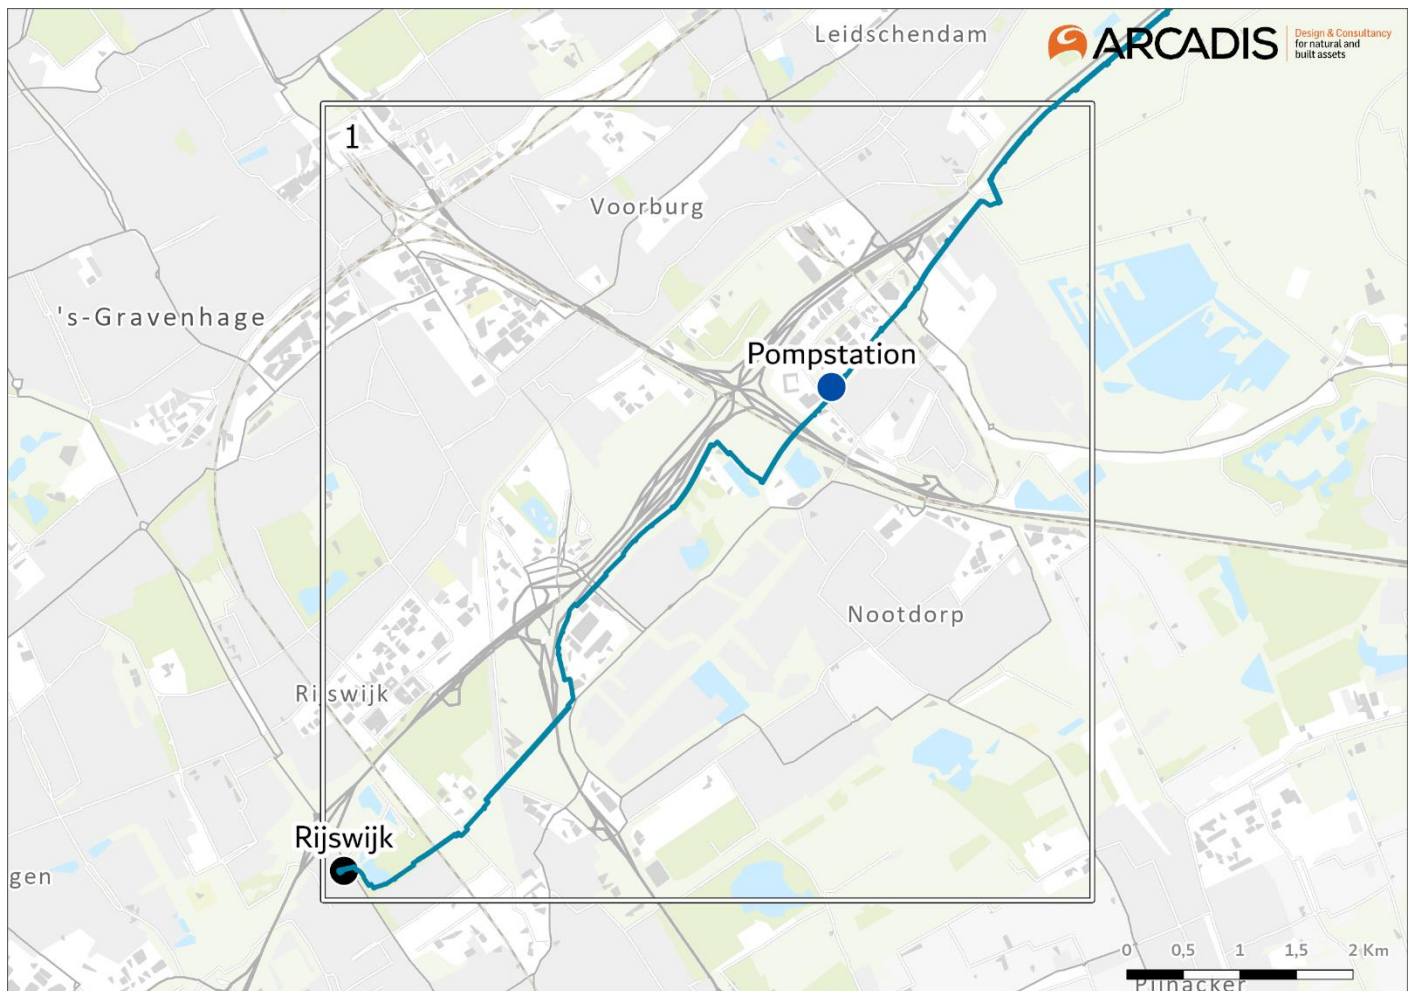 Leidschendam
ARCADIS
Design & Consultancy
for natural and
built assets
1
Voorburg
's-Gravenhage
Pompstation
Nootdorp
Rijswijk
Rijswijk
gen
0 0,5 1 1,5 2 Km
Pijnacker